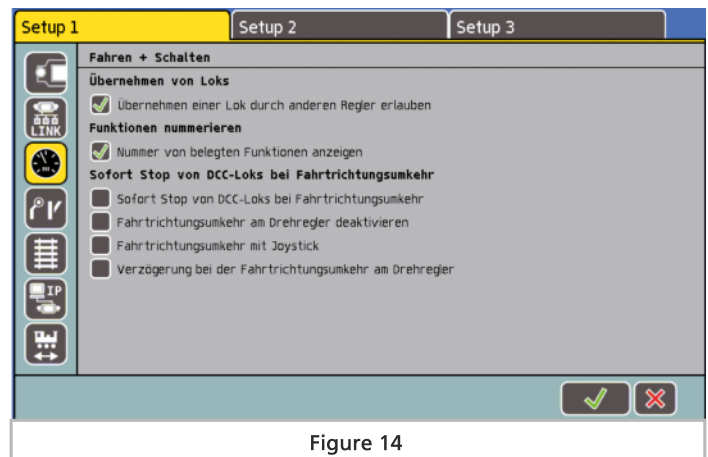 Setup 1
Setup 2
Setup 3
Fahren + Schalten
Übernehmen von Loks
Übernehmen einer Lok durch anderen Regler erlauben
Funktionen nummerieren
Nummer von belegten Funktionen anzeigen
Sofort Stop von DCC-Loks bei Fahrtrichtungsumkehr
Sofort Stop von DCC-Loks bei Fahrtrichtungsumkehr
Fahrtrichtungsumkehr am Drehregler deaktivieren
Fahrtrichtungsumkehr mit Joystick
Verzögerung bei der Fahrtrichtungsumkehr am Drehregler
LINK
IP
Figure 14